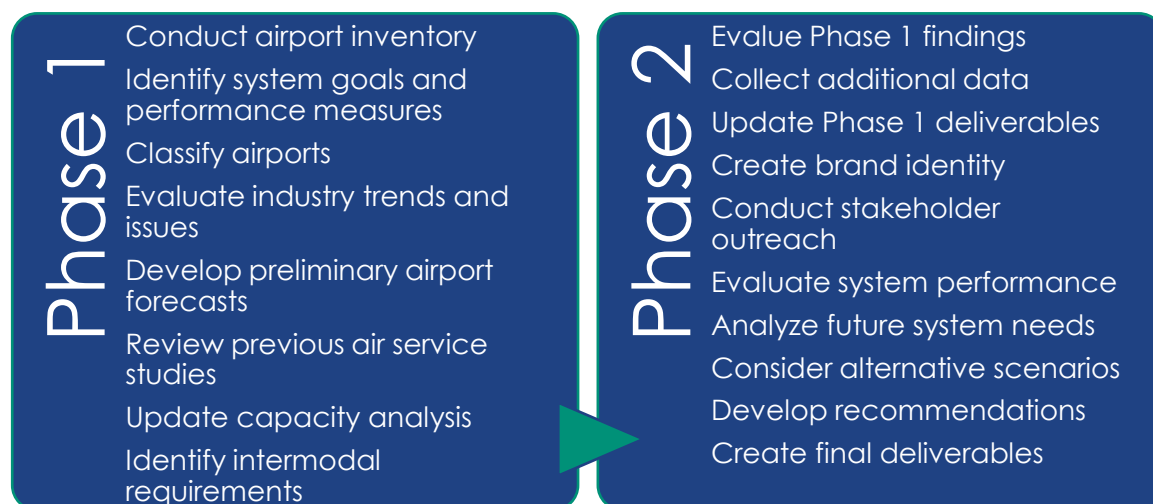 Phase 1
Conduct airport inventory
Identify system goals and
performance measures
Classify airports
Evaluate industry trends and
issues
Develop preliminary airport
forecasts
Review previous air service
studies
Update capacity analysis
Identify intermodal
requirements
Phase 2
Evalue Phase 1 findings
Collect additional data
Update Phase 1 deliverables
Create brand identity
Conduct stakeholder
outreach
Evaluate system performance
Analyze future system needs
Consider alternative scenarios
Develop recommendations
Create final deliverables